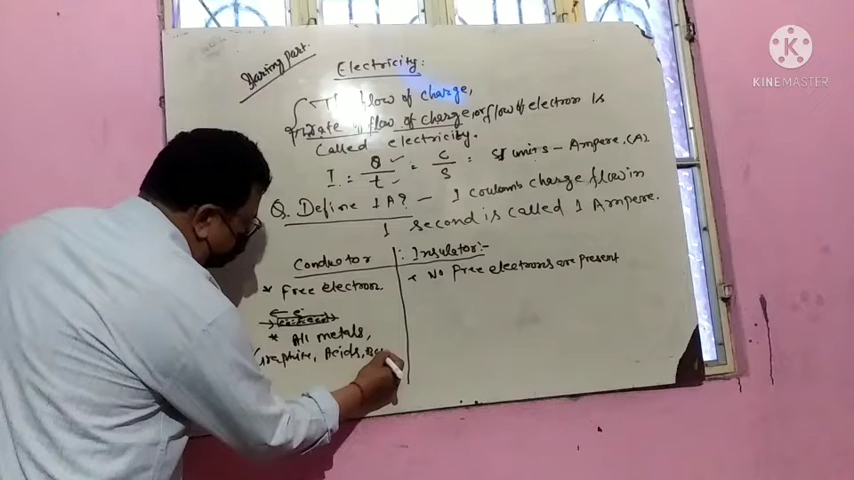 KINEMASTER
Starting part.
Electricity:
The flow of charge,
Rate of flow of charge, or flow of electron is
called electricity.
I = Q/t = C/S = SI units - Ampere. (A)
Q. Define 1A? - 1 coulomb charge flow in
1 second is called 1 Ampere.
Conductor : Insulator:-
* free electron. * No free electrons are present
e-
* All metals,
Graphite, Acids,